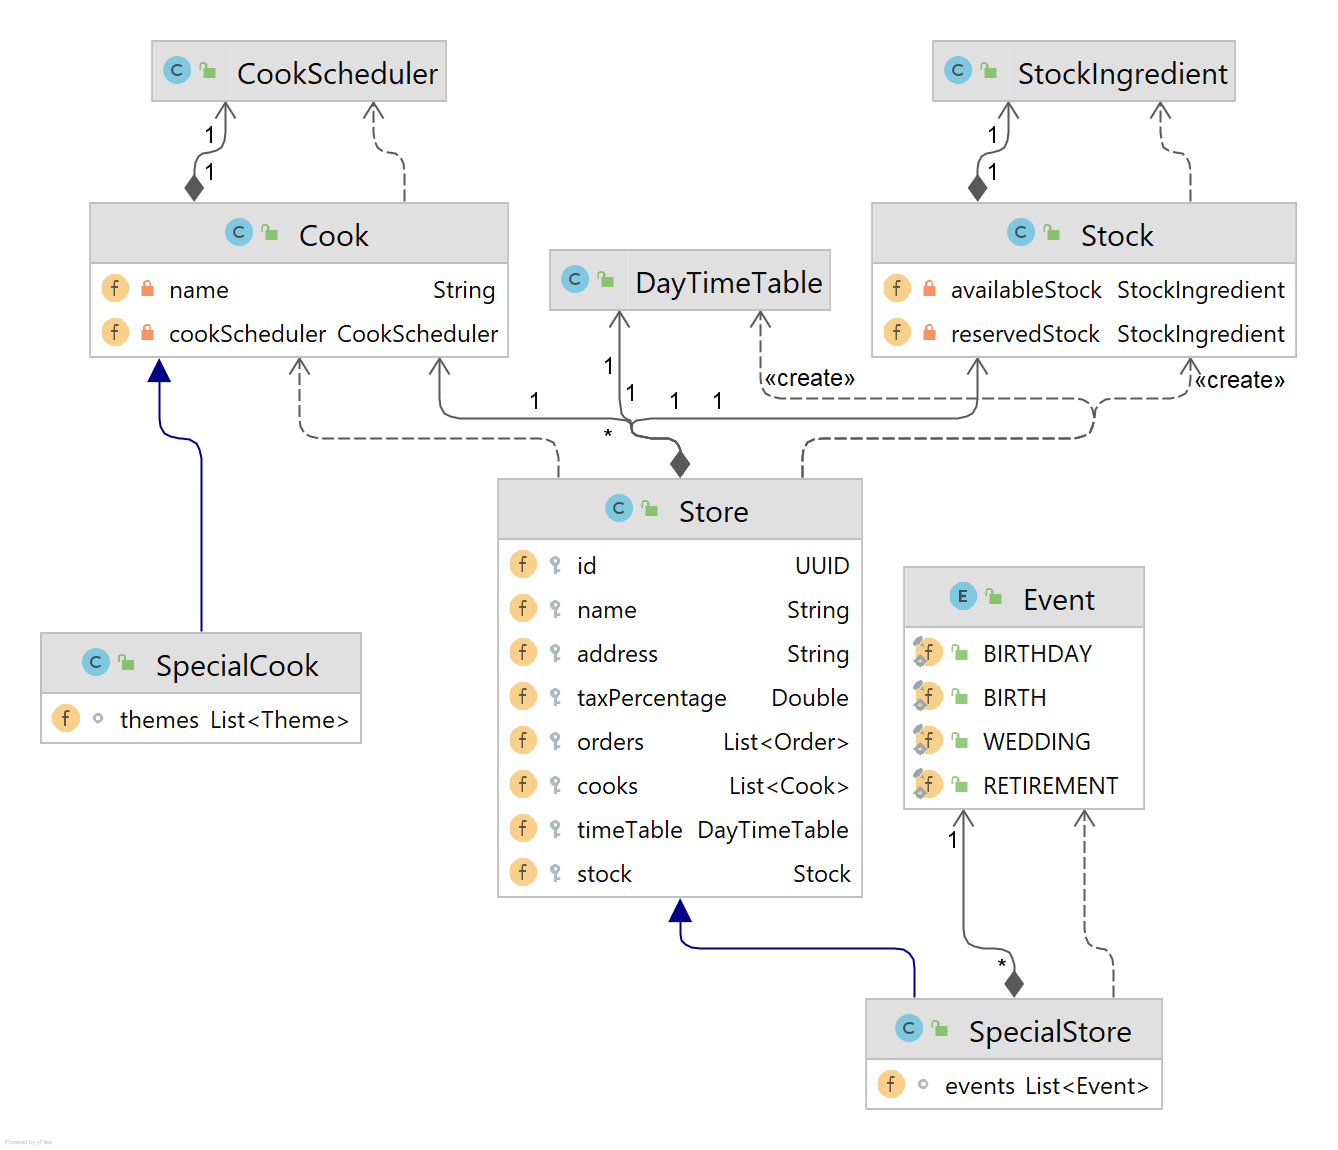 CookScheduler
StockIngredient
1
1
1
1
Cook
name String
cookScheduler CookScheduler
DayTimeTable
Stock
availableStock StockIngredient
reservedStock StockIngredient
1
«create»
«create»
1
1
1
1
*
Store
id UUID
name String
address String
taxPercentage Double
orders List<Order>
cooks List<Cook>
timeTable DayTimeTable
stock Stock
SpecialCook
themes List<Theme>
Event
BIRTHDAY
BIRTH
WEDDING
RETIREMENT
1
*
SpecialStore
events List<Event>
Powered by yFiles